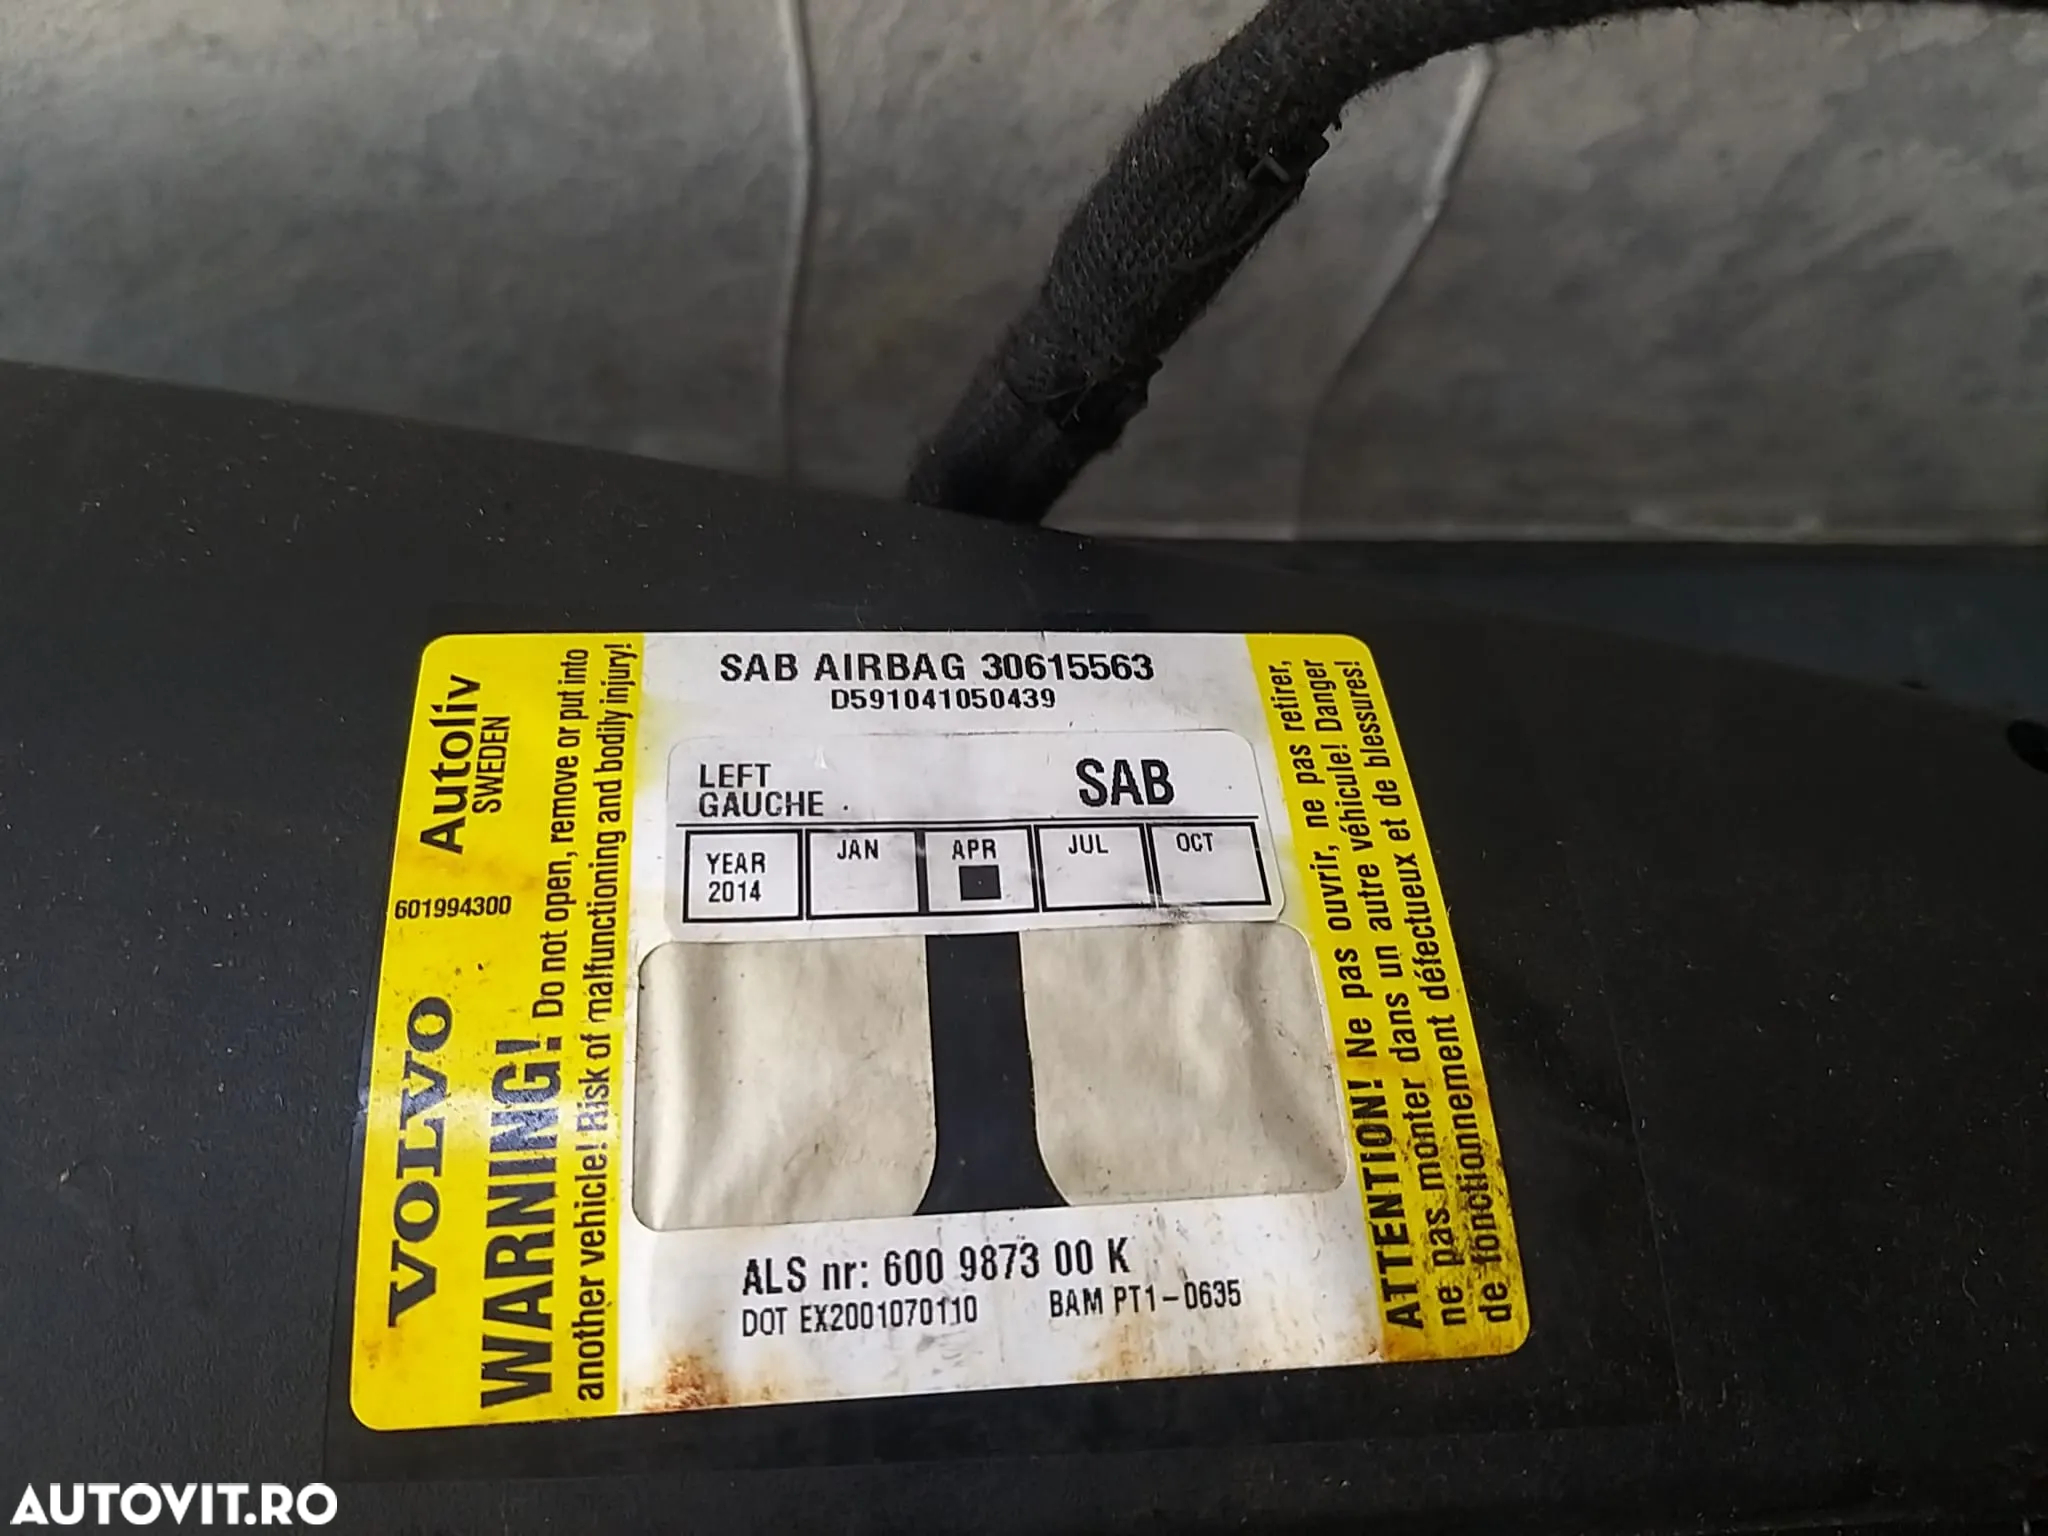 SAB AIRBAG 30615563
D591041050439
LEFT
GAUCHE
SAB
YEAR
2014
JAN
APR
JUL
OCT
ALS nr: 600 9873 00 K
DOT EX2001070110
BAM PT1-0635
Autoliv
SWEDEN
601994300
VOLVO
WARNING! Do not open, remove or put into
another vehicle! Risk of malfunctioning and bodily injury!
ATTENTION! Ne pas ouvrir, ne pas retirer,
ne pas monter dans un autre véhicule! Danger
de fonctionnement défectueux et de blessures!
AUTOVIT.RO